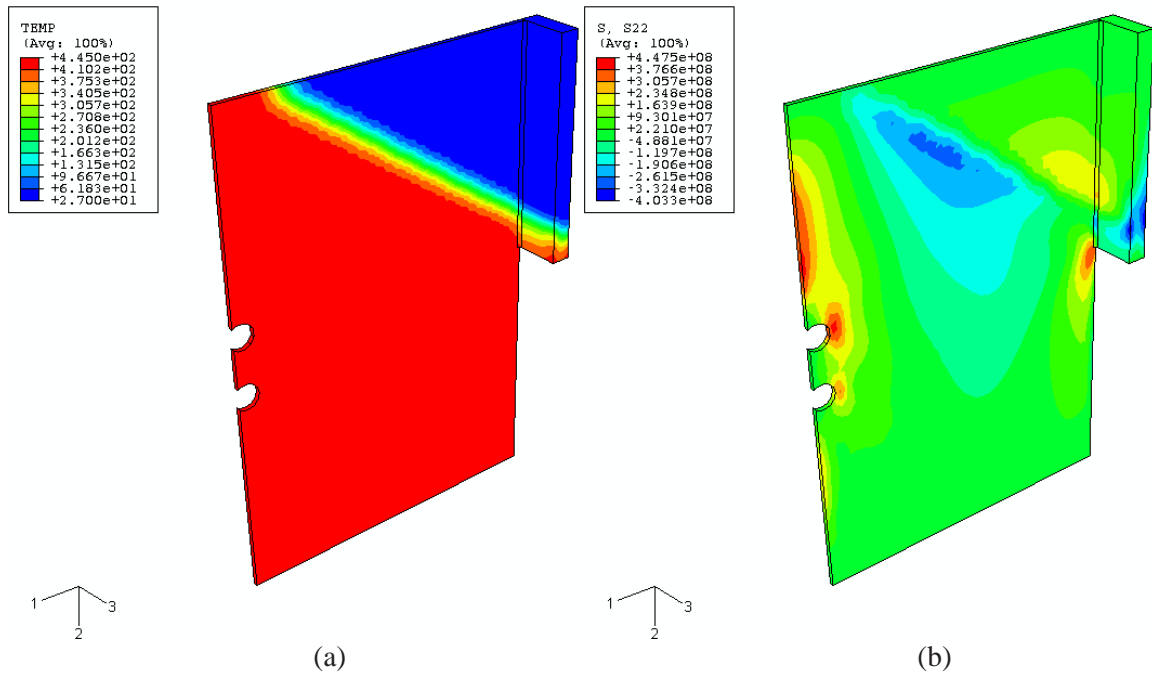 TEMP
(Avg: 100%)
+4.450e+02
+4.102e+02
+3.753e+02
+3.405e+02
+3.057e+02
+2.708e+02
+2.360e+02
+2.012e+02
+1.663e+02
+1.315e+02
+9.667e+01
+6.183e+01
+2.700e+01
1
2
3
(a)
S, S22
(Avg: 100%)
+4.475e+08
+3.766e+08
+3.057e+08
+2.348e+08
+1.639e+08
+9.301e+07
+2.210e+07
-4.881e+07
-1.197e+08
-1.906e+08
-2.615e+08
-3.324e+08
-4.033e+08
1
2
3
(b)